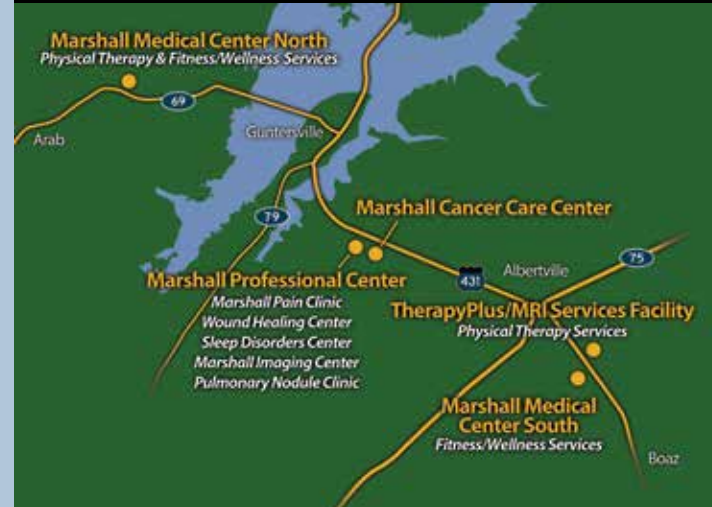 Marshall Medical Center North
Physical Therapy & Fitness/Wellness Services
69
Arab
Guntersville
79
Marshall Cancer Care Center
Marshall Professional Center
Marshall Pain Clinic
Wound Healing Center
Sleep Disorders Center
Marshall Imaging Center
Pulmonary Nodule Clinic
431
Albertville
75
TherapyPlus/MRI Services Facility
Physical Therapy Services
Marshall Medical
Center South
Fitness/Wellness Services
Boaz